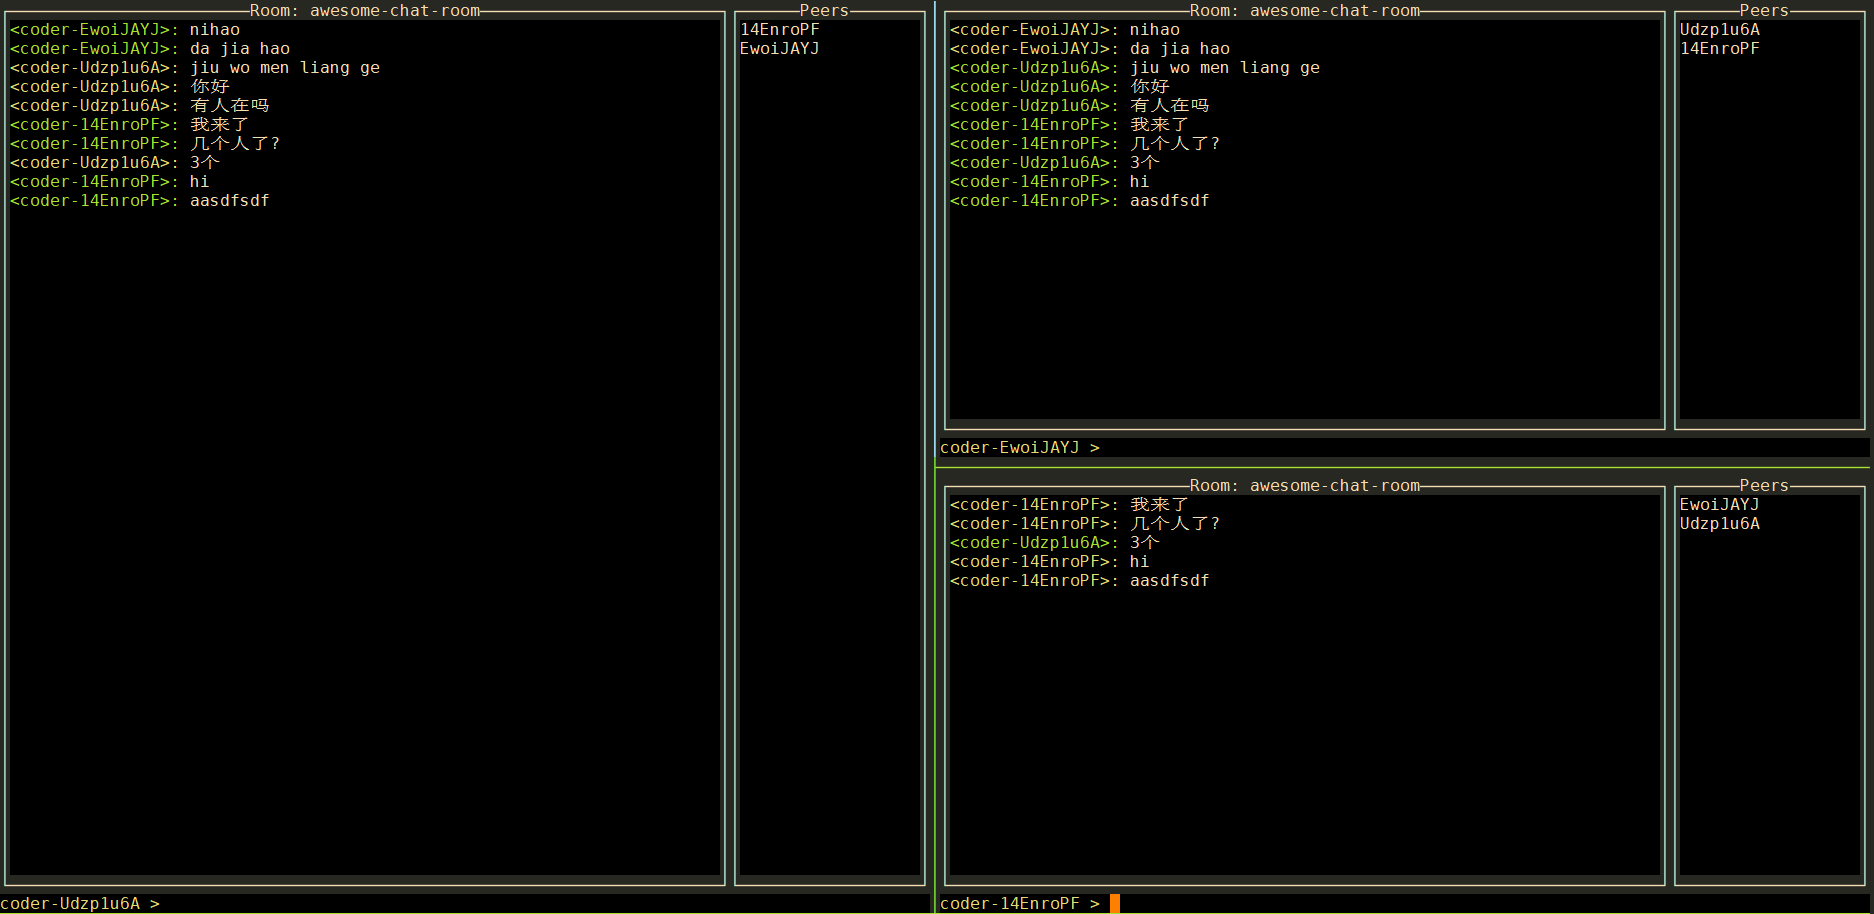 Room: awesome-chat-room
<coder-EwoiJAYJ>: nihao
<coder-EwoiJAYJ>: da jia hao
<coder-Udzp1u6A>: jiu wo men liang ge
<coder-Udzp1u6A>: 你好
<coder-Udzp1u6A>: 有人在吗
<coder-14EnroPF>: 我来了
<coder-14EnroPF>: 几个人了?
<coder-Udzp1u6A>: 3个
<coder-14EnroPF>: hi
<coder-14EnroPF>: aasdfsdf
Peers
14EnroPF
EwoiJAYJ
coder-Udzp1u6A >
Room: awesome-chat-room
<coder-EwoiJAYJ>: nihao
<coder-EwoiJAYJ>: da jia hao
<coder-Udzp1u6A>: jiu wo men liang ge
<coder-Udzp1u6A>: 你好
<coder-Udzp1u6A>: 有人在吗
<coder-14EnroPF>: 我来了
<coder-14EnroPF>: 几个人了?
<coder-Udzp1u6A>: 3个
<coder-14EnroPF>: hi
<coder-14EnroPF>: aasdfsdf
Peers
Udzp1u6A
14EnroPF
coder-EwoiJAYJ >
Room: awesome-chat-room
<coder-14EnroPF>: 我来了
<coder-14EnroPF>: 几个人了?
<coder-Udzp1u6A>: 3个
<coder-14EnroPF>: hi
<coder-14EnroPF>: aasdfsdf
Peers
EwoiJAYJ
Udzp1u6A
coder-14EnroPF >